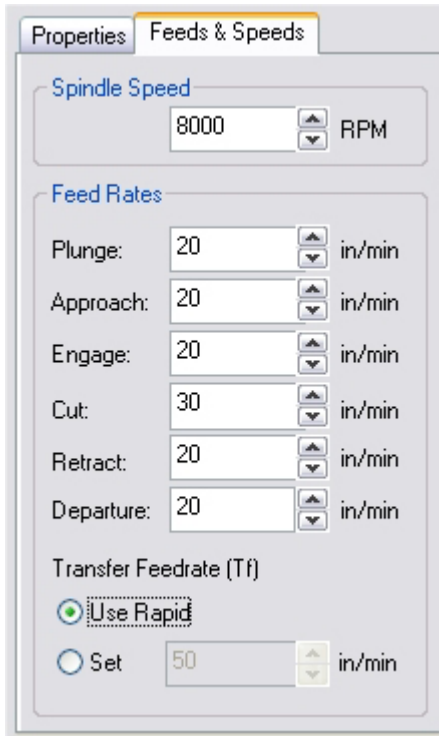 Properties Feeds & Speeds
Spindle Speed
8000 RPM
Feed Rates
Plunge: 20 in/min
Approach: 20 in/min
Engage: 20 in/min
Cut: 30 in/min
Retract: 20 in/min
Departure: 20 in/min
Transfer Feedrate (Tf)
Use Rapid
Set 50 in/min